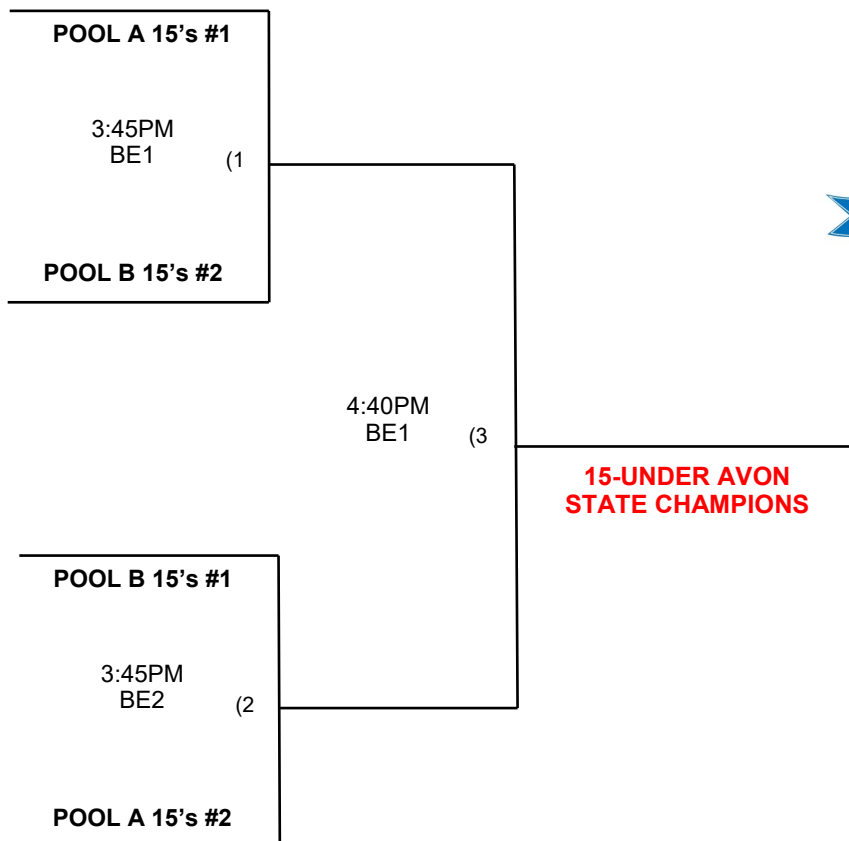 POOL A 15’s #1
3:45PM
BE1
(1
POOL B 15’s #2
4:40PM
BE1
(3
15-UNDER AVON
STATE CHAMPIONS
POOL B 15’s #1
3:45PM
BE2
(2
POOL A 15’s #2